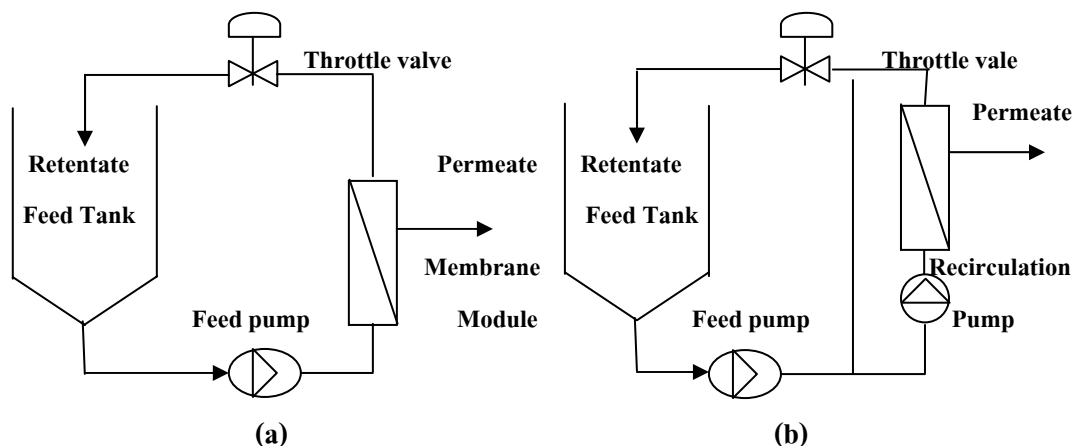 Throttle valve
Retentate
Feed Tank
Permeate
Membrane
Module
Feed pump
(a)
Throttle vale
Retentate
Feed Tank
Permeate
Recirculation
Pump
Feed pump
(b)